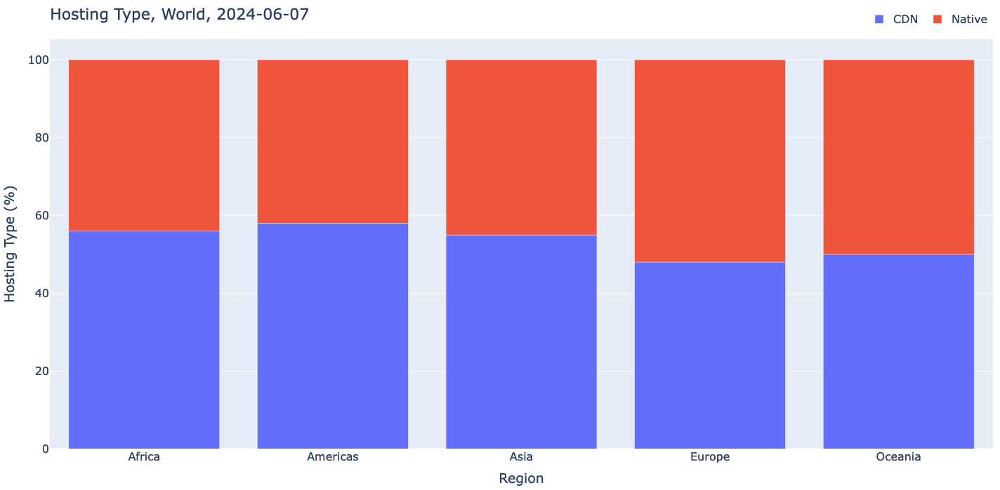 Hosting Type, World, 2024-06-07
CDN Native
Hosting Type (%)
100
80
60
40
20
0
Africa Americas Asia Europe Oceania
Region